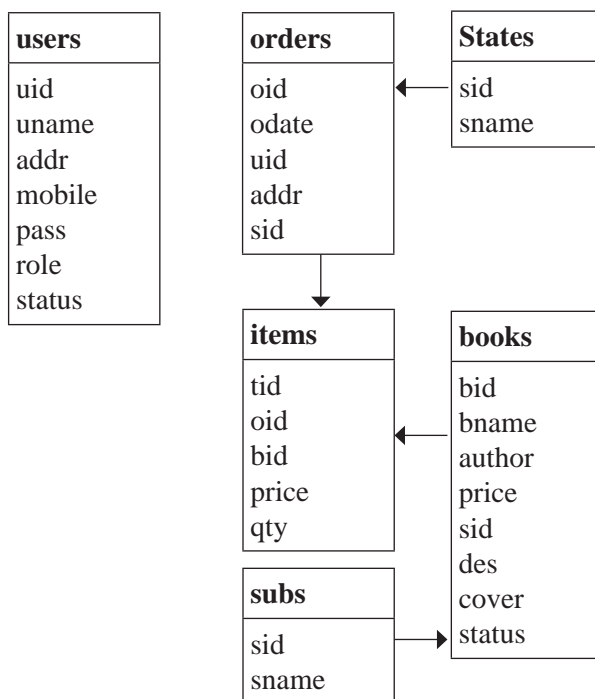 users
uid
uname
addr
mobile
pass
role
status
orders
oid
odate
uid
addr
sid
States
sid
sname
items
tid
oid
bid
price
qty
books
bid
bname
author
price
sid
des
cover
status
subs
sid
sname